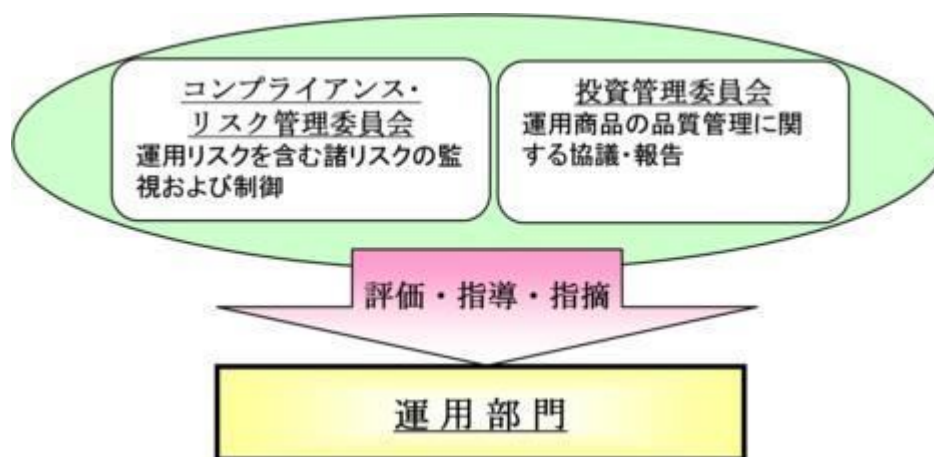 コンプライアンス・
リスク管理委員会
運用リスクを含む諸リスクの監
視および制御
投資管理委員会
運用商品の品質管理に関
する協議・報告
評価・指導・指摘
運用部門